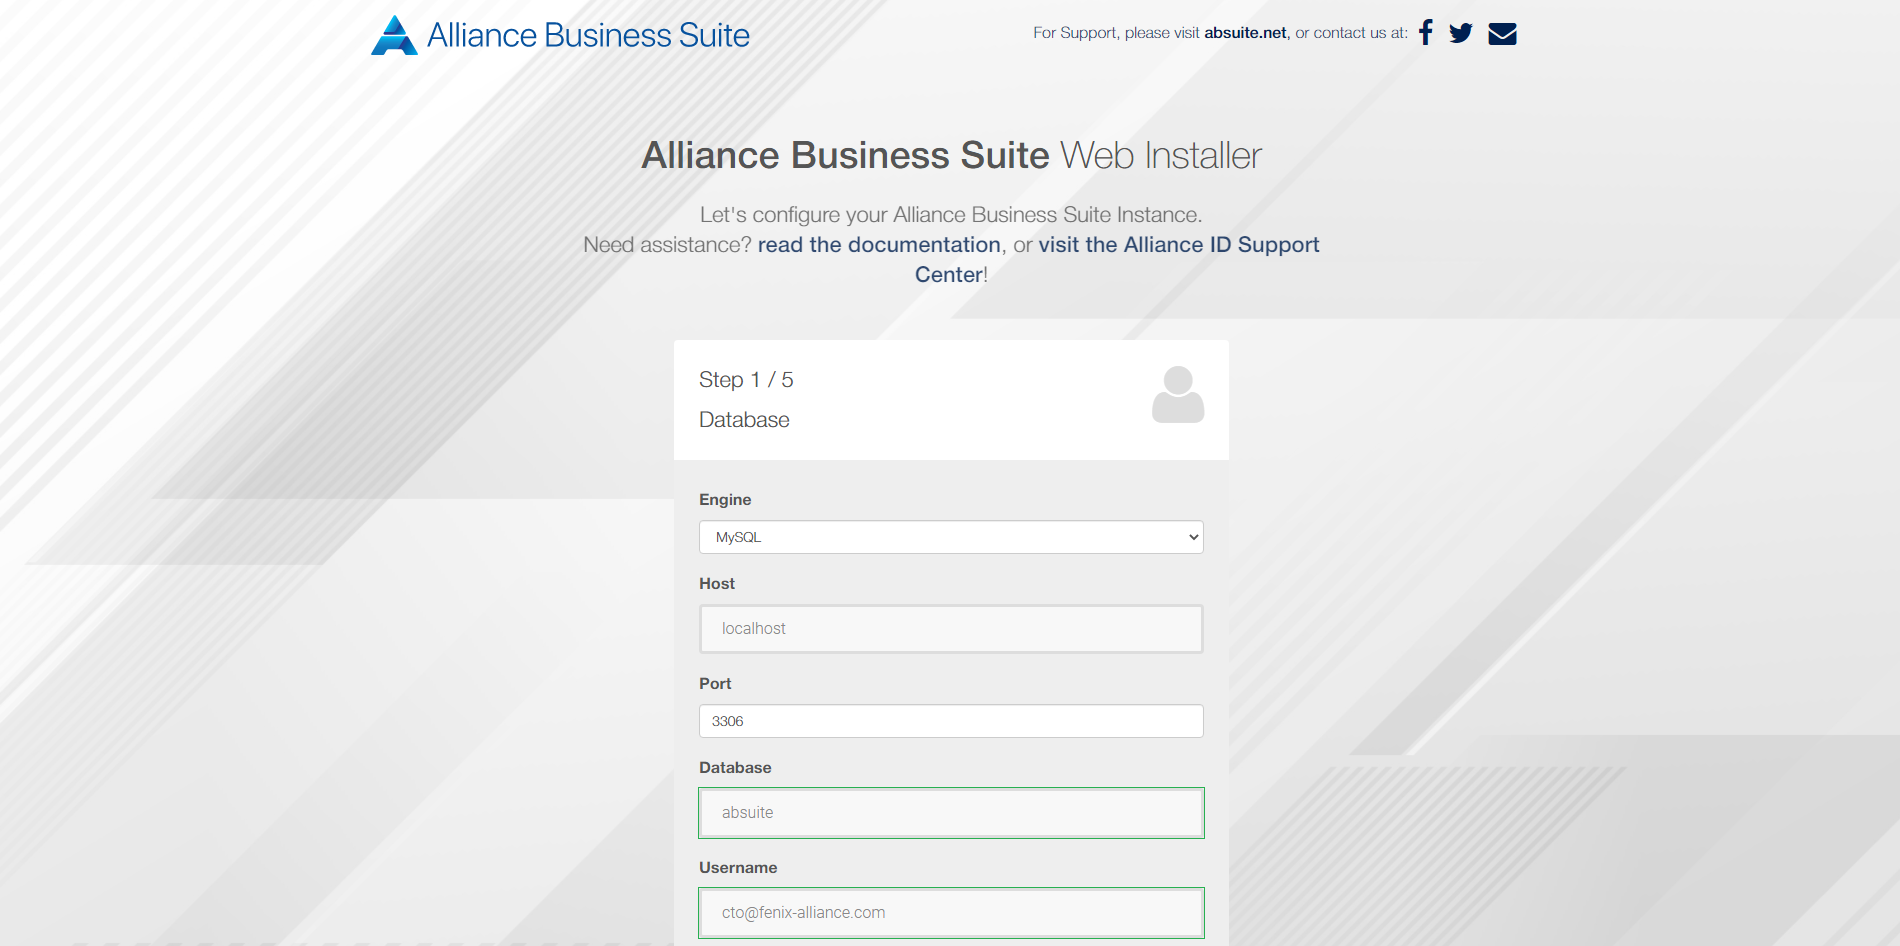 Alliance Business Suite
For Support, please visit absuite.net, or contact us at:
Alliance Business Suite Web Installer
Let's configure your Alliance Business Suite Instance.
Need assistance? read the documentation, or visit the Alliance ID Support
Center!
Step 1 / 5
Database
Engine
MySQL
Host
localhost
Port
3306
Database
absuite
Username
cto@fenix-alliance.com